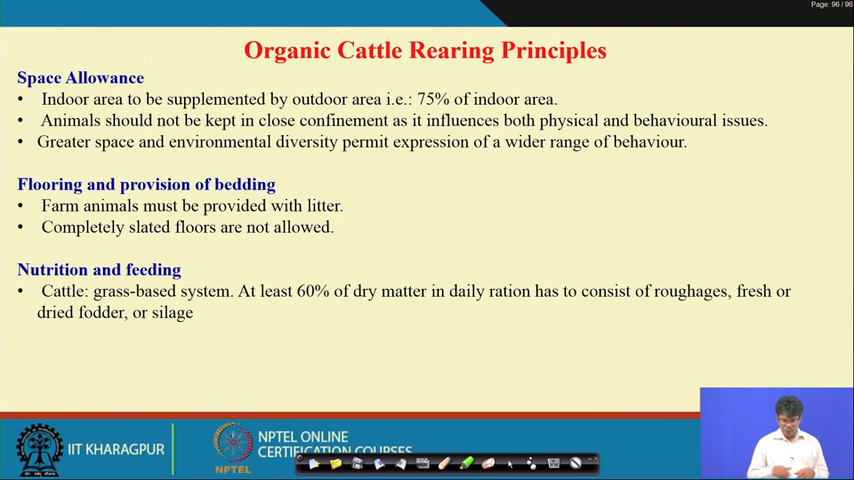 Page: 96 / 96
Organic Cattle Rearing Principles
Space Allowance
• Indoor area to be supplemented by outdoor area i.e.: 75% of indoor area.
• Animals should not be kept in close confinement as it influences both physical and behavioural issues.
• Greater space and environmental diversity permit expression of a wider range of behaviour.
Flooring and provision of bedding
• Farm animals must be provided with litter.
• Completely slated floors are not allowed.
Nutrition and feeding
• Cattle: grass-based system. At least 60% of dry matter in daily ration has to consist of roughages, fresh or
dried fodder, or silage
IIT KHARAGPUR
NPTEL
NPTEL ONLINE
CERTIFICATION COURSES